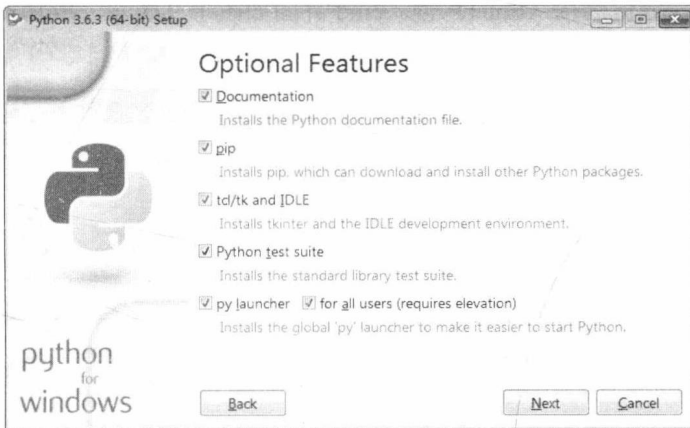 Python 3.6.3 (64-bit) Setup
Optional Features
Documentation
Installs the Python documentation file.
pip
Installs pip, which can download and install other Python packages.
tcl/tk and IDLE
Installs tkinter and the IDLE development environment.
Python test suite
Installs the standard library test suite.
py launcher for all users (requires elevation)
Installs the global 'py' launcher to make it easier to start Python.
python
for
windows
Back Next Cancel